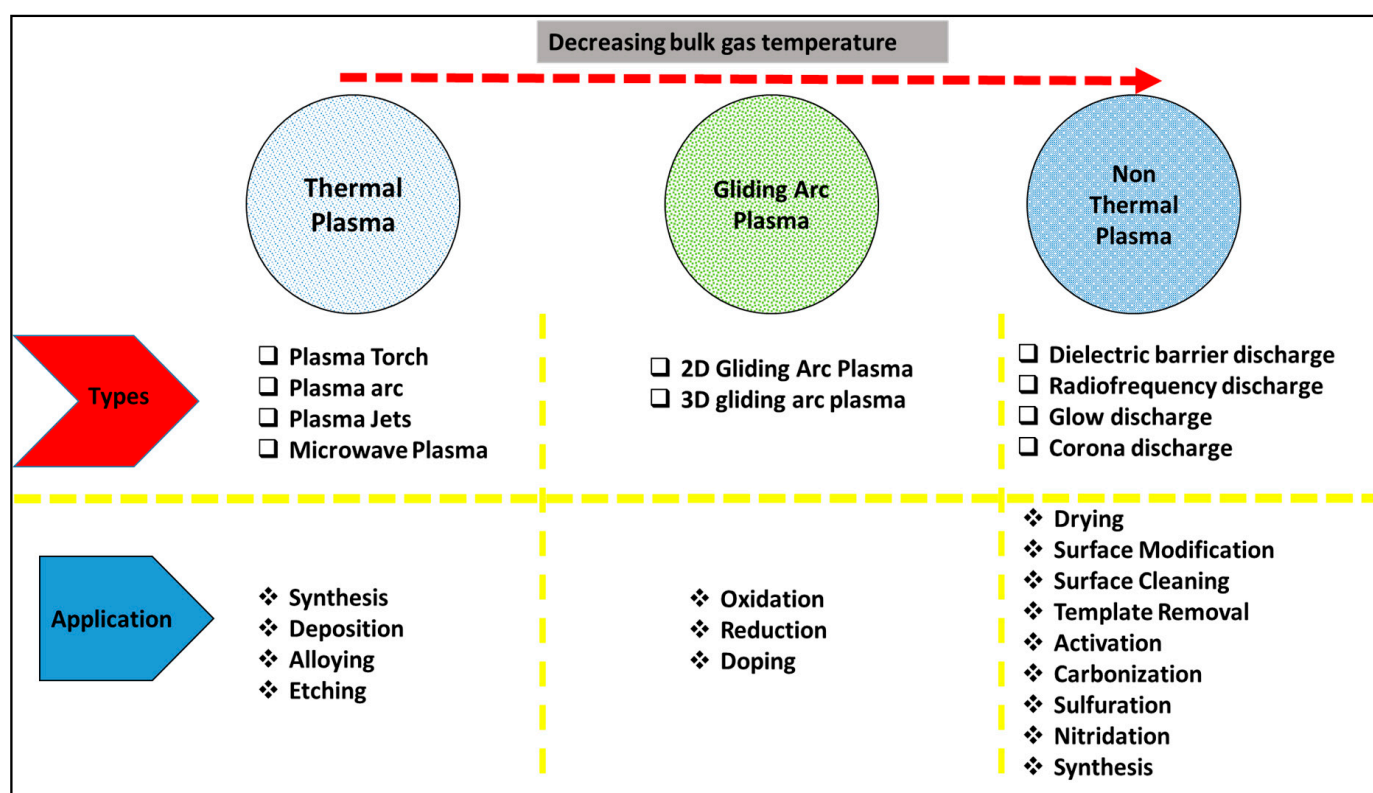 Decreasing bulk gas temperature
Thermal
Plasma
Gliding Arc
Plasma
Non
Thermal
Plasma
Types
Plasma Torch
Plasma arc
Plasma Jets
Microwave Plasma
2D Gliding Arc Plasma
3D gliding arc plasma
Dielectric barrier discharge
Radiofrequency discharge
Glow discharge
Corona discharge
Application
Synthesis
Deposition
Alloying
Etching
Oxidation
Reduction
Doping
Drying
Surface Modification
Surface Cleaning
Template Removal
Activation
Carbonization
Sulfuration
Nitridation
Synthesis